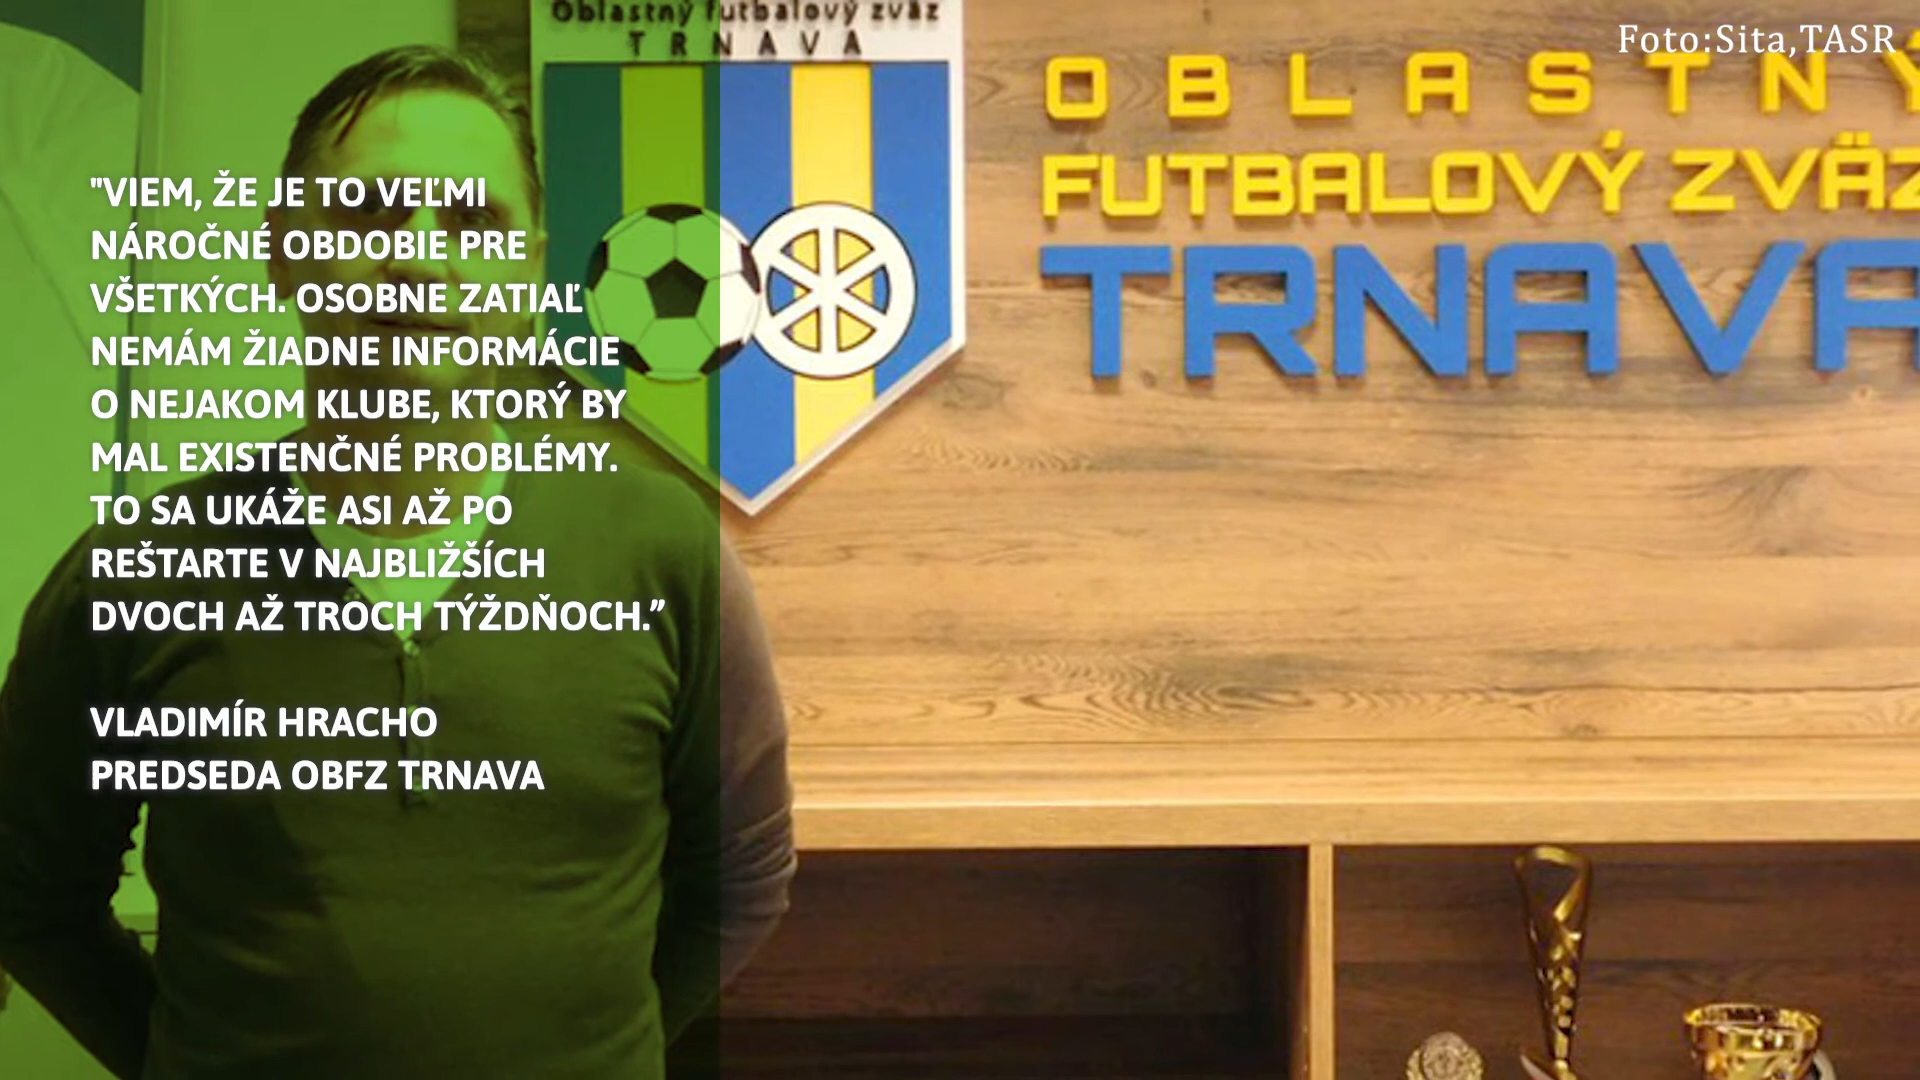 Oblastný futbalový zväz
TRNAVA
Foto:Sita,TASR
OBLASTNÝ
FUTBALOVÝ ZVÄZ
TRNAVA
"VIEM, ŽE JE TO VEĽMI
NÁROČNÉ OBDOBIE PRE
VŠETKÝCH. OSOBNE ZATIAĽ
NEMÁM ŽIADNE INFORMÁCIE
O NEJAKOM KLUBE, KTORÝ BY
MAL EXISTENČNÉ PROBLÉMY.
TO SA UKÁŽE ASI AŽ PO
REŠTARTE V NAJBLIŽŠÍCH
DVOCH AŽ TROCH TÝŽDŇOCH.”
VLADIMÍR HRACHO
PREDSEDA OBFZ TRNAVA